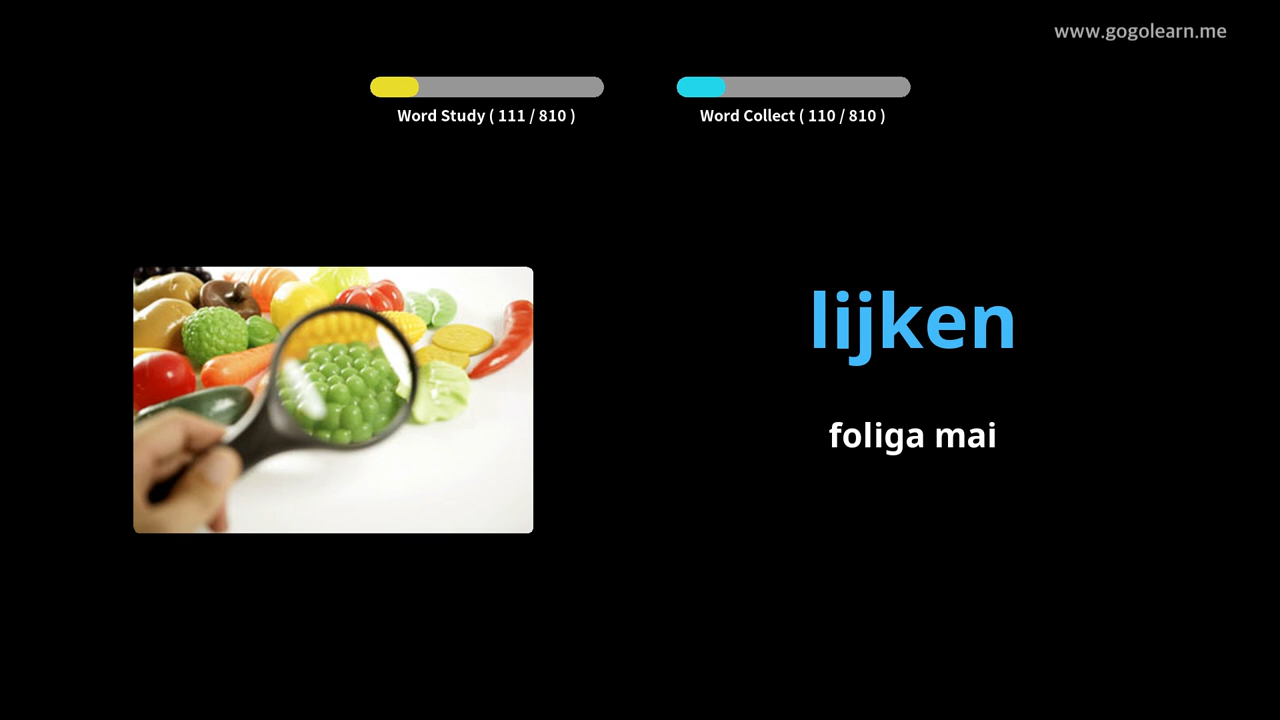 www.gogolearn.me
Word Study ( 111 / 810 )
Word Collect ( 110 / 810 )
lijken
foliga mai